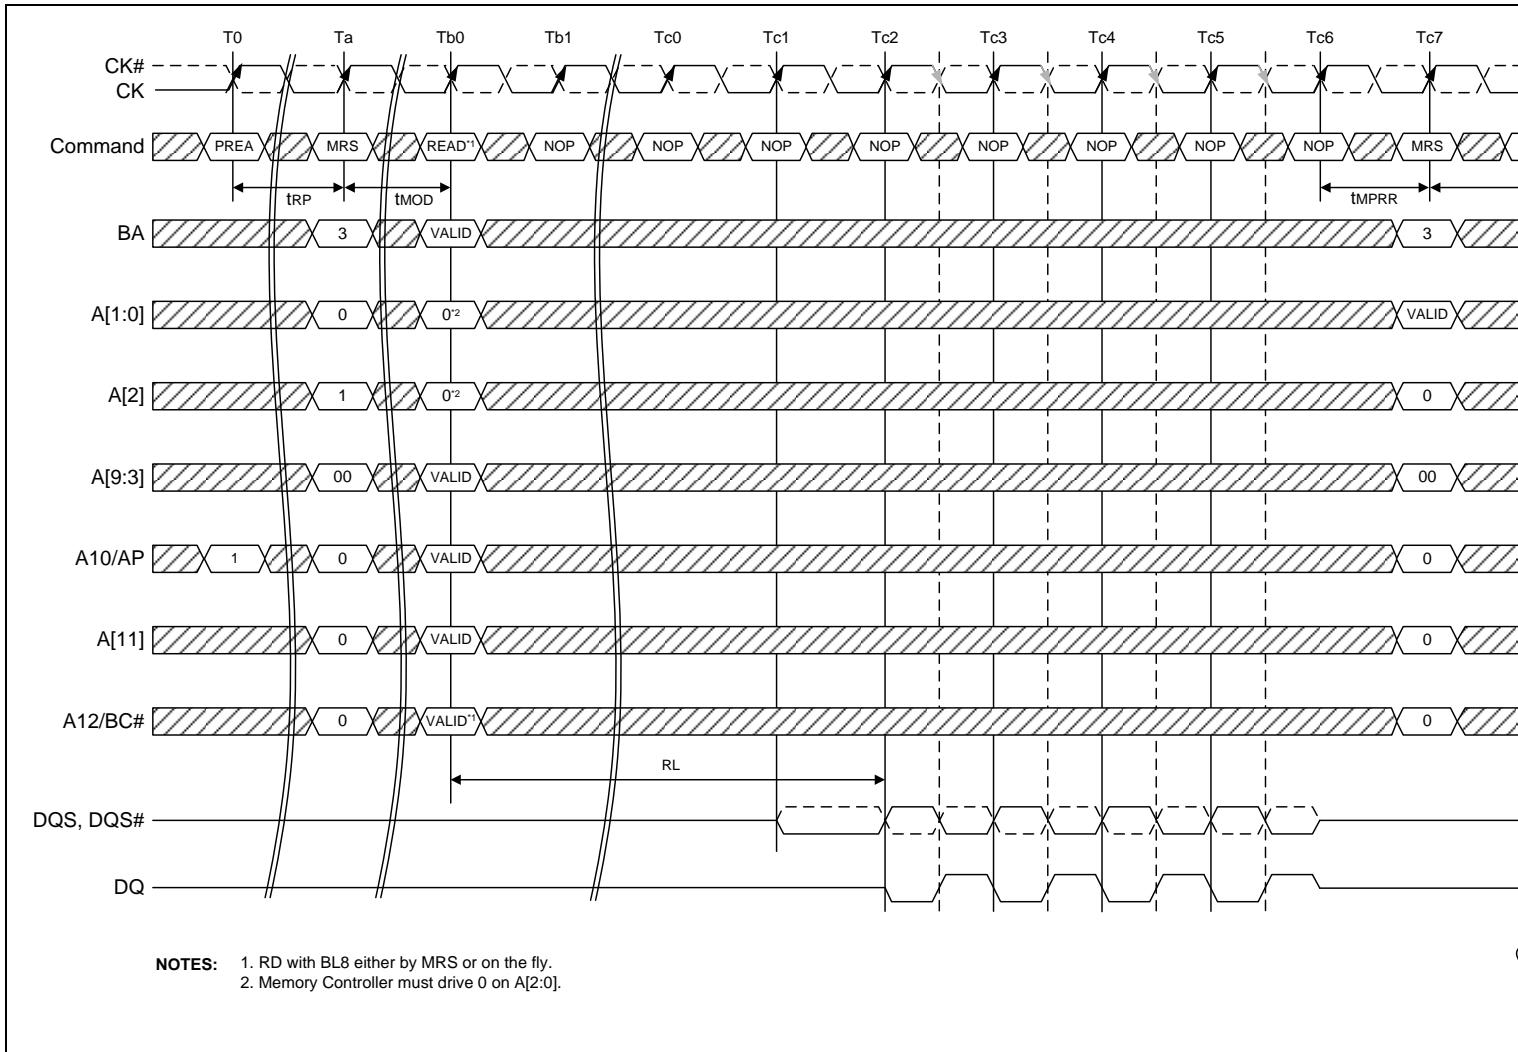 T0 Ta Tb0 Tb1 Tc0 Tc1 Tc2 Tc3 Tc4 Tc5 Tc6 Tc7
CK#
CK
Command PREA MRS READ*1 NOP NOP NOP NOP NOP NOP NOP NOP MRS
tRP tMOD tMPRR
BA 3 VALID 3
A[1:0] 0 0*2 VALID
A[2] 1 0*2 0
A[9:3] 00 VALID 00
A10/AP 1 0 VALID 0
A[11] 0 VALID 0
A12/BC# 0 VALID*1 0
RL
DQS, DQS#
DQ
NOTES: 1. RD with BL8 either by MRS or on the fly.
2. Memory Controller must drive 0 on A[2:0].